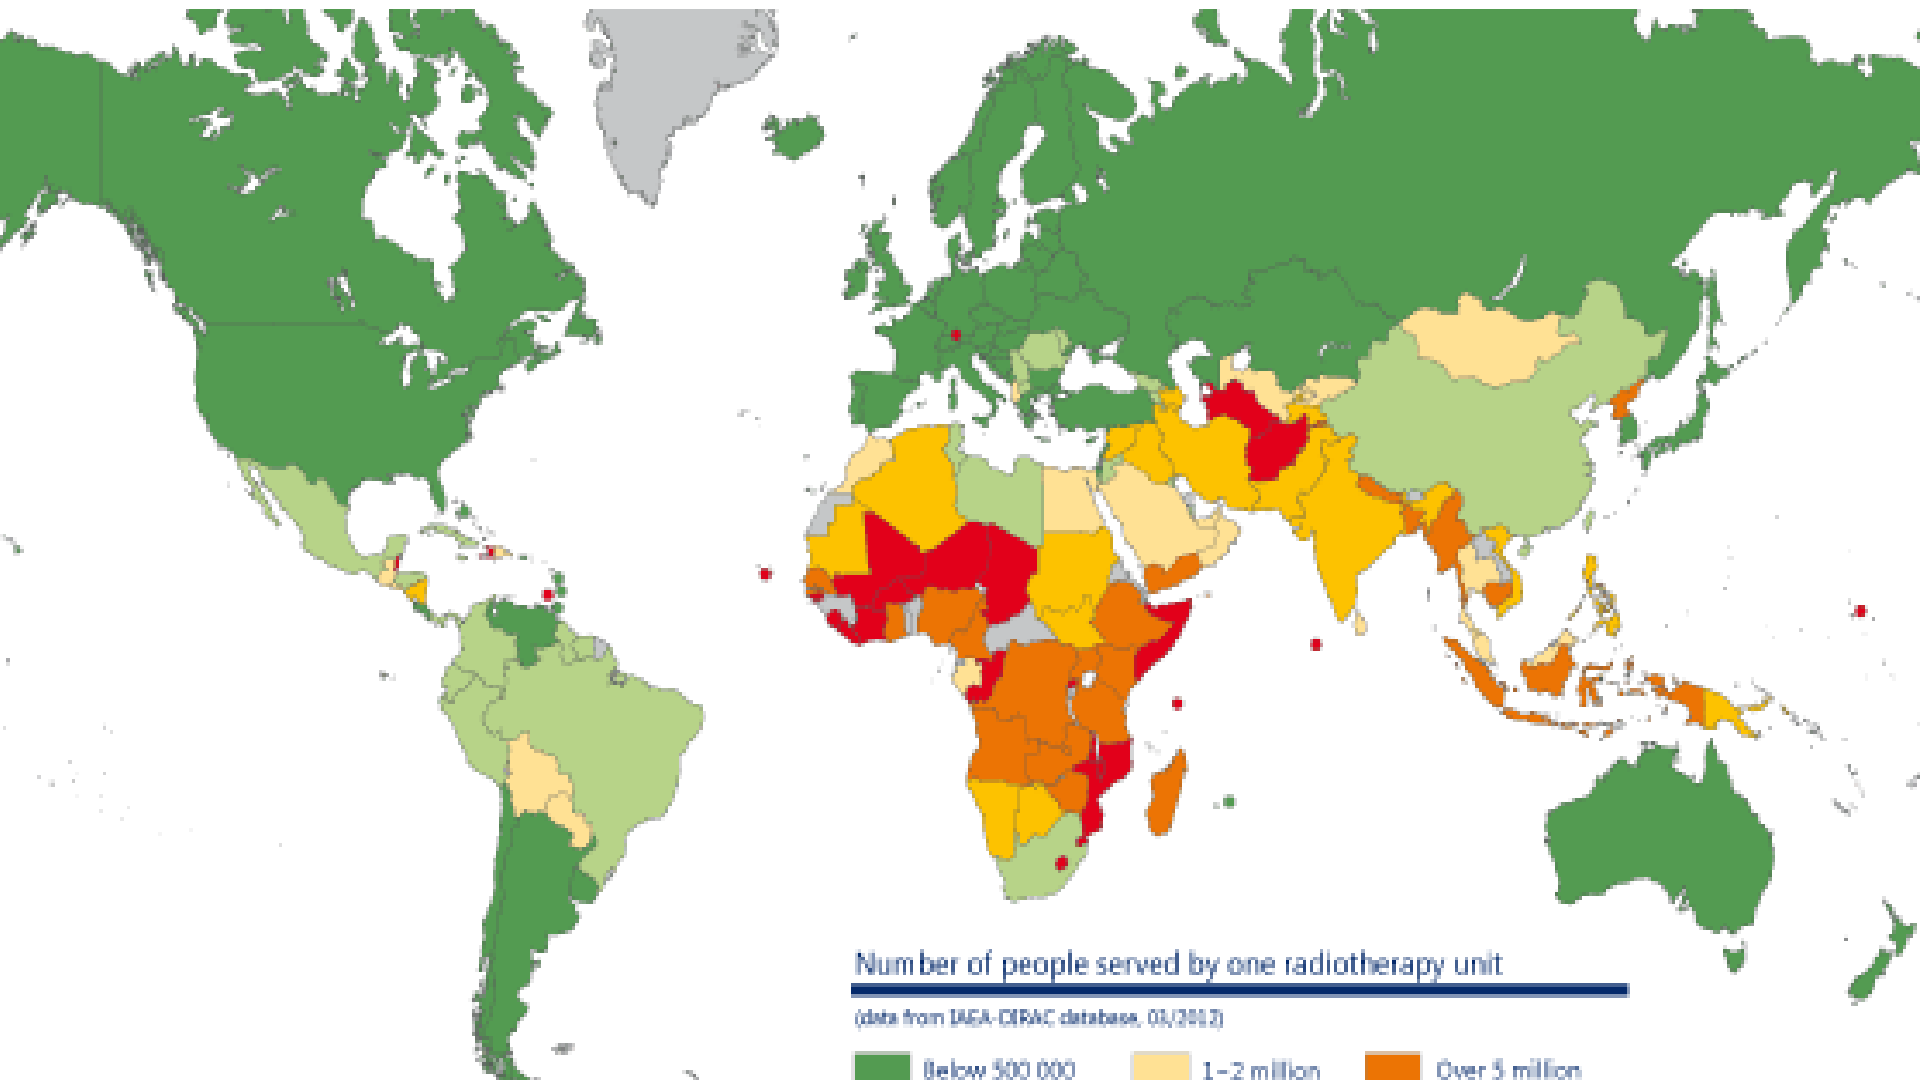 Number of people served by one radiotherapy unit
(data from IAEA-DIRAC database, 03/2012)
Below 500 000 1–2 million Over 5 million